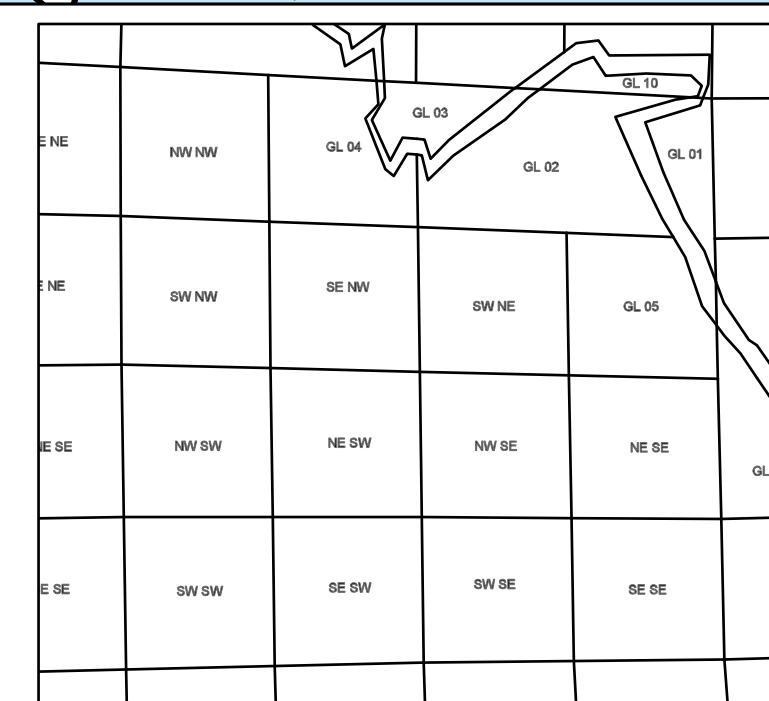 GL 10
GL 03
E NE
NW NW
GL 04
GL 02
GL 01
E NE
SW NW
SE NW
SW NE
GL 05
NE SE
NW SW
NE SW
NW SE
NE SE
GL
E SE
SW SW
SE SW
SW SE
SE SE